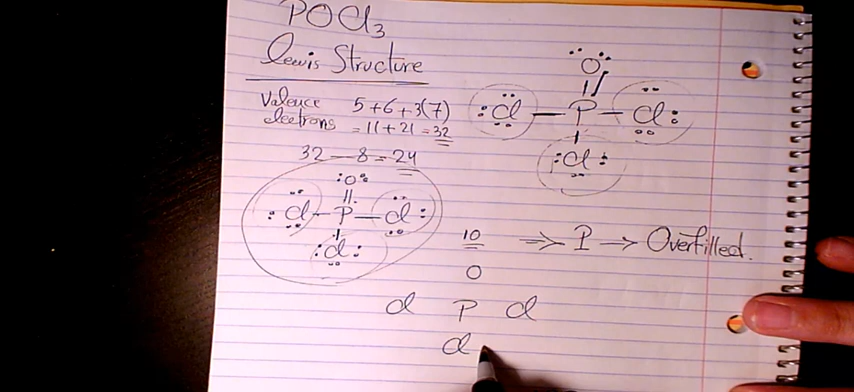 POCl3
Lewis Structure
Valence electrons
5+6+3(7)
=11+21=32
32-8=24
O
Cl-P-Cl
Cl
O
Cl-P-Cl
Cl
10
⇒ P → Overfilled.
O
Cl P Cl
Cl